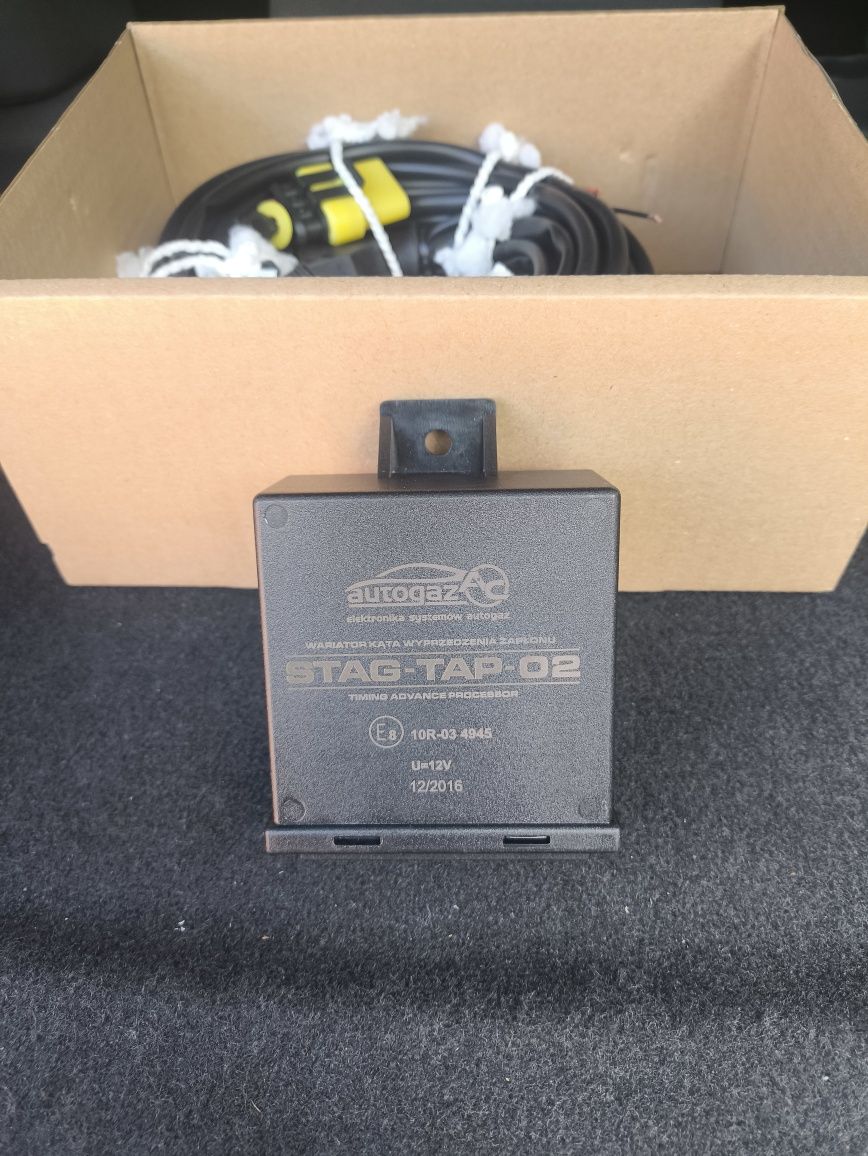 autogaz AC
elektronika systemów autogaz
WARIATOR KĄTA WYPRZEDZENIA ZAPŁONU
STAG-TAP-02
TIMING ADVANCE PROCESSOR
E8 10R-03 4945
U=12V
12/2016